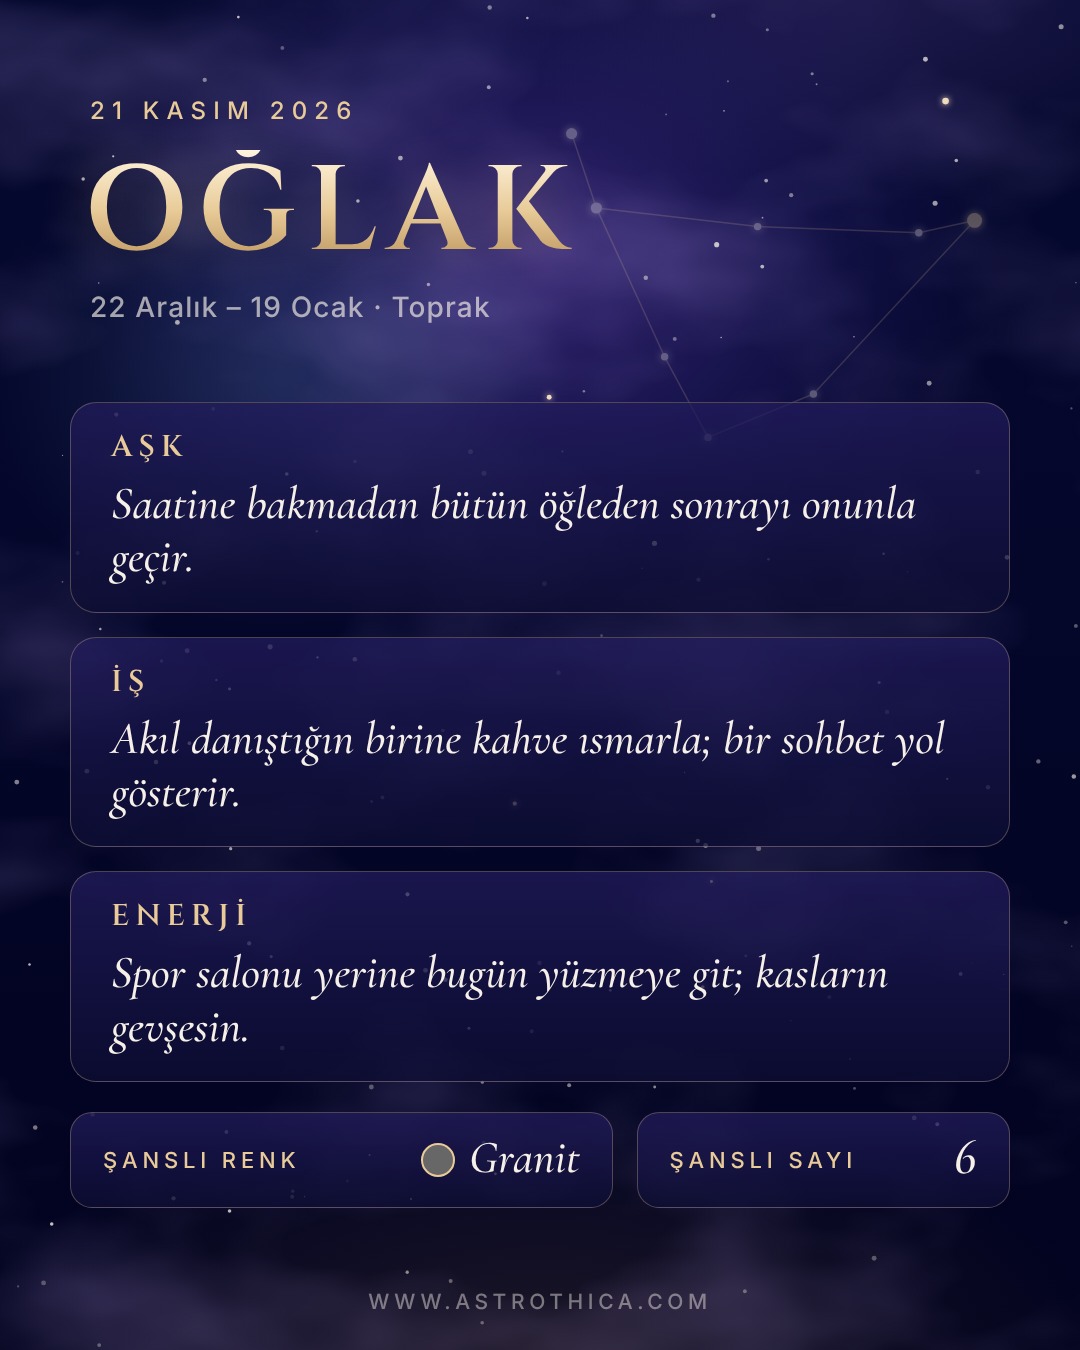 21 KASIM 2026
OĞLAK
22 Aralık – 19 Ocak · Toprak
AŞK
Saatine bakmadan bütün öğleden sonrayı onunla
geçir.
İŞ
Akıl danıştığın birine kahve ısmarla; bir sohbet yol
gösterir.
ENERJİ
Spor salonu yerine bugün yüzmeye git; kasların
gevşesin.
ŞANSLI RENK Granit
ŞANSLI SAYI 6
WWW.ASTROTHICA.COM